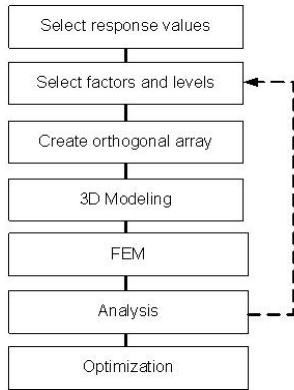 Select response values
Select factors and levels
Create orthogonal array
3D Modeling
FEM
Analysis
Optimization